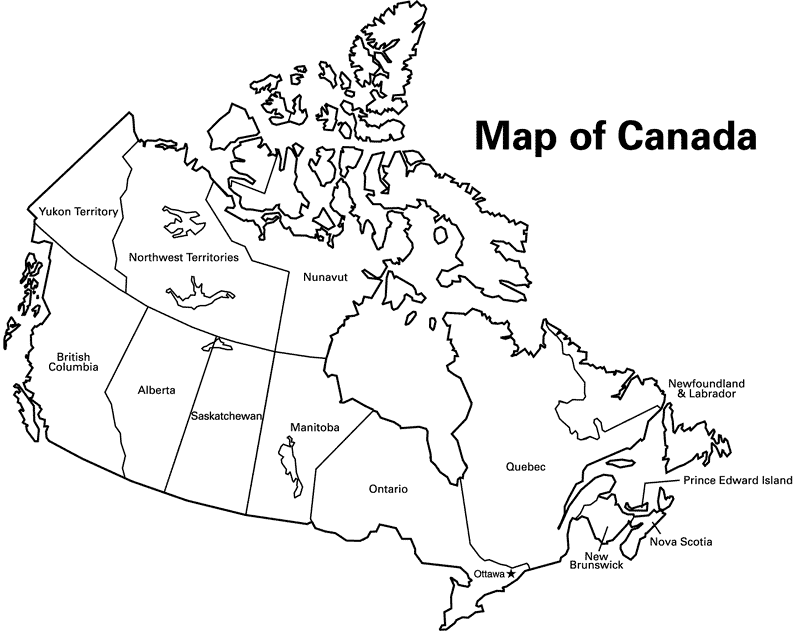 Map of Canada
Yukon Territory
Northwest Territories
Nunavut
British
Columbia
Alberta
Saskatchewan
Manitoba
Ontario
Quebec
Newfoundland
& Labrador
Prince Edward Island
Nova Scotia
New
Brunswick
Ottawa